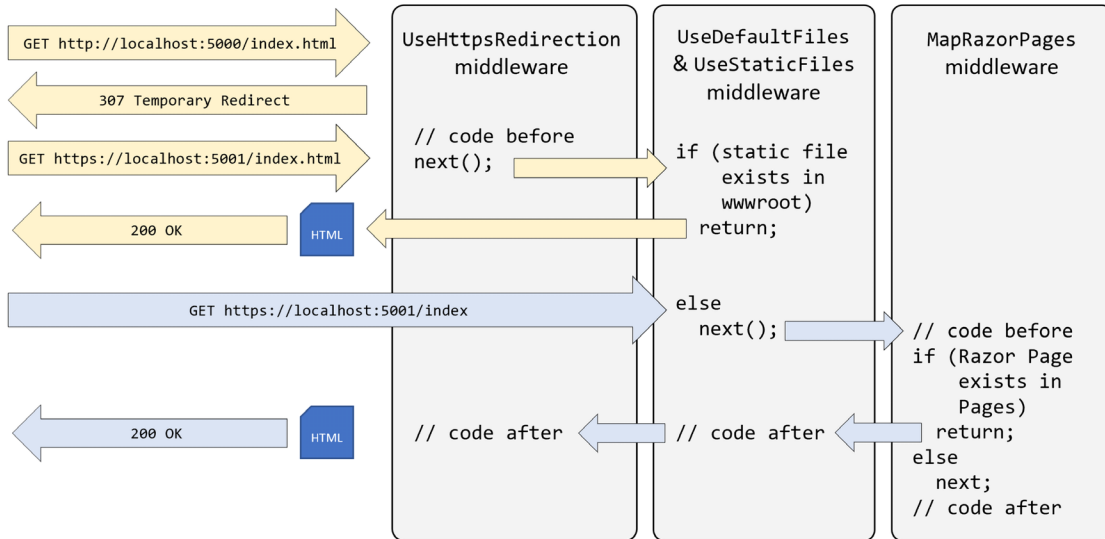 GET http://localhost:5000/index.html
307 Temporary Redirect
GET https://localhost:5001/index.html
200 OK
HTML
GET https://localhost:5001/index
200 OK
HTML
UseHttpsRedirection
middleware
// code before
next();
// code after
UseDefaultFiles
& UseStaticFiles
middleware
if (static file
exists in
wwwroot)
return;
else
next();
// code after
MapRazorPages
middleware
// code before
if (Razor Page
exists in
Pages)
return;
else
next;
// code after